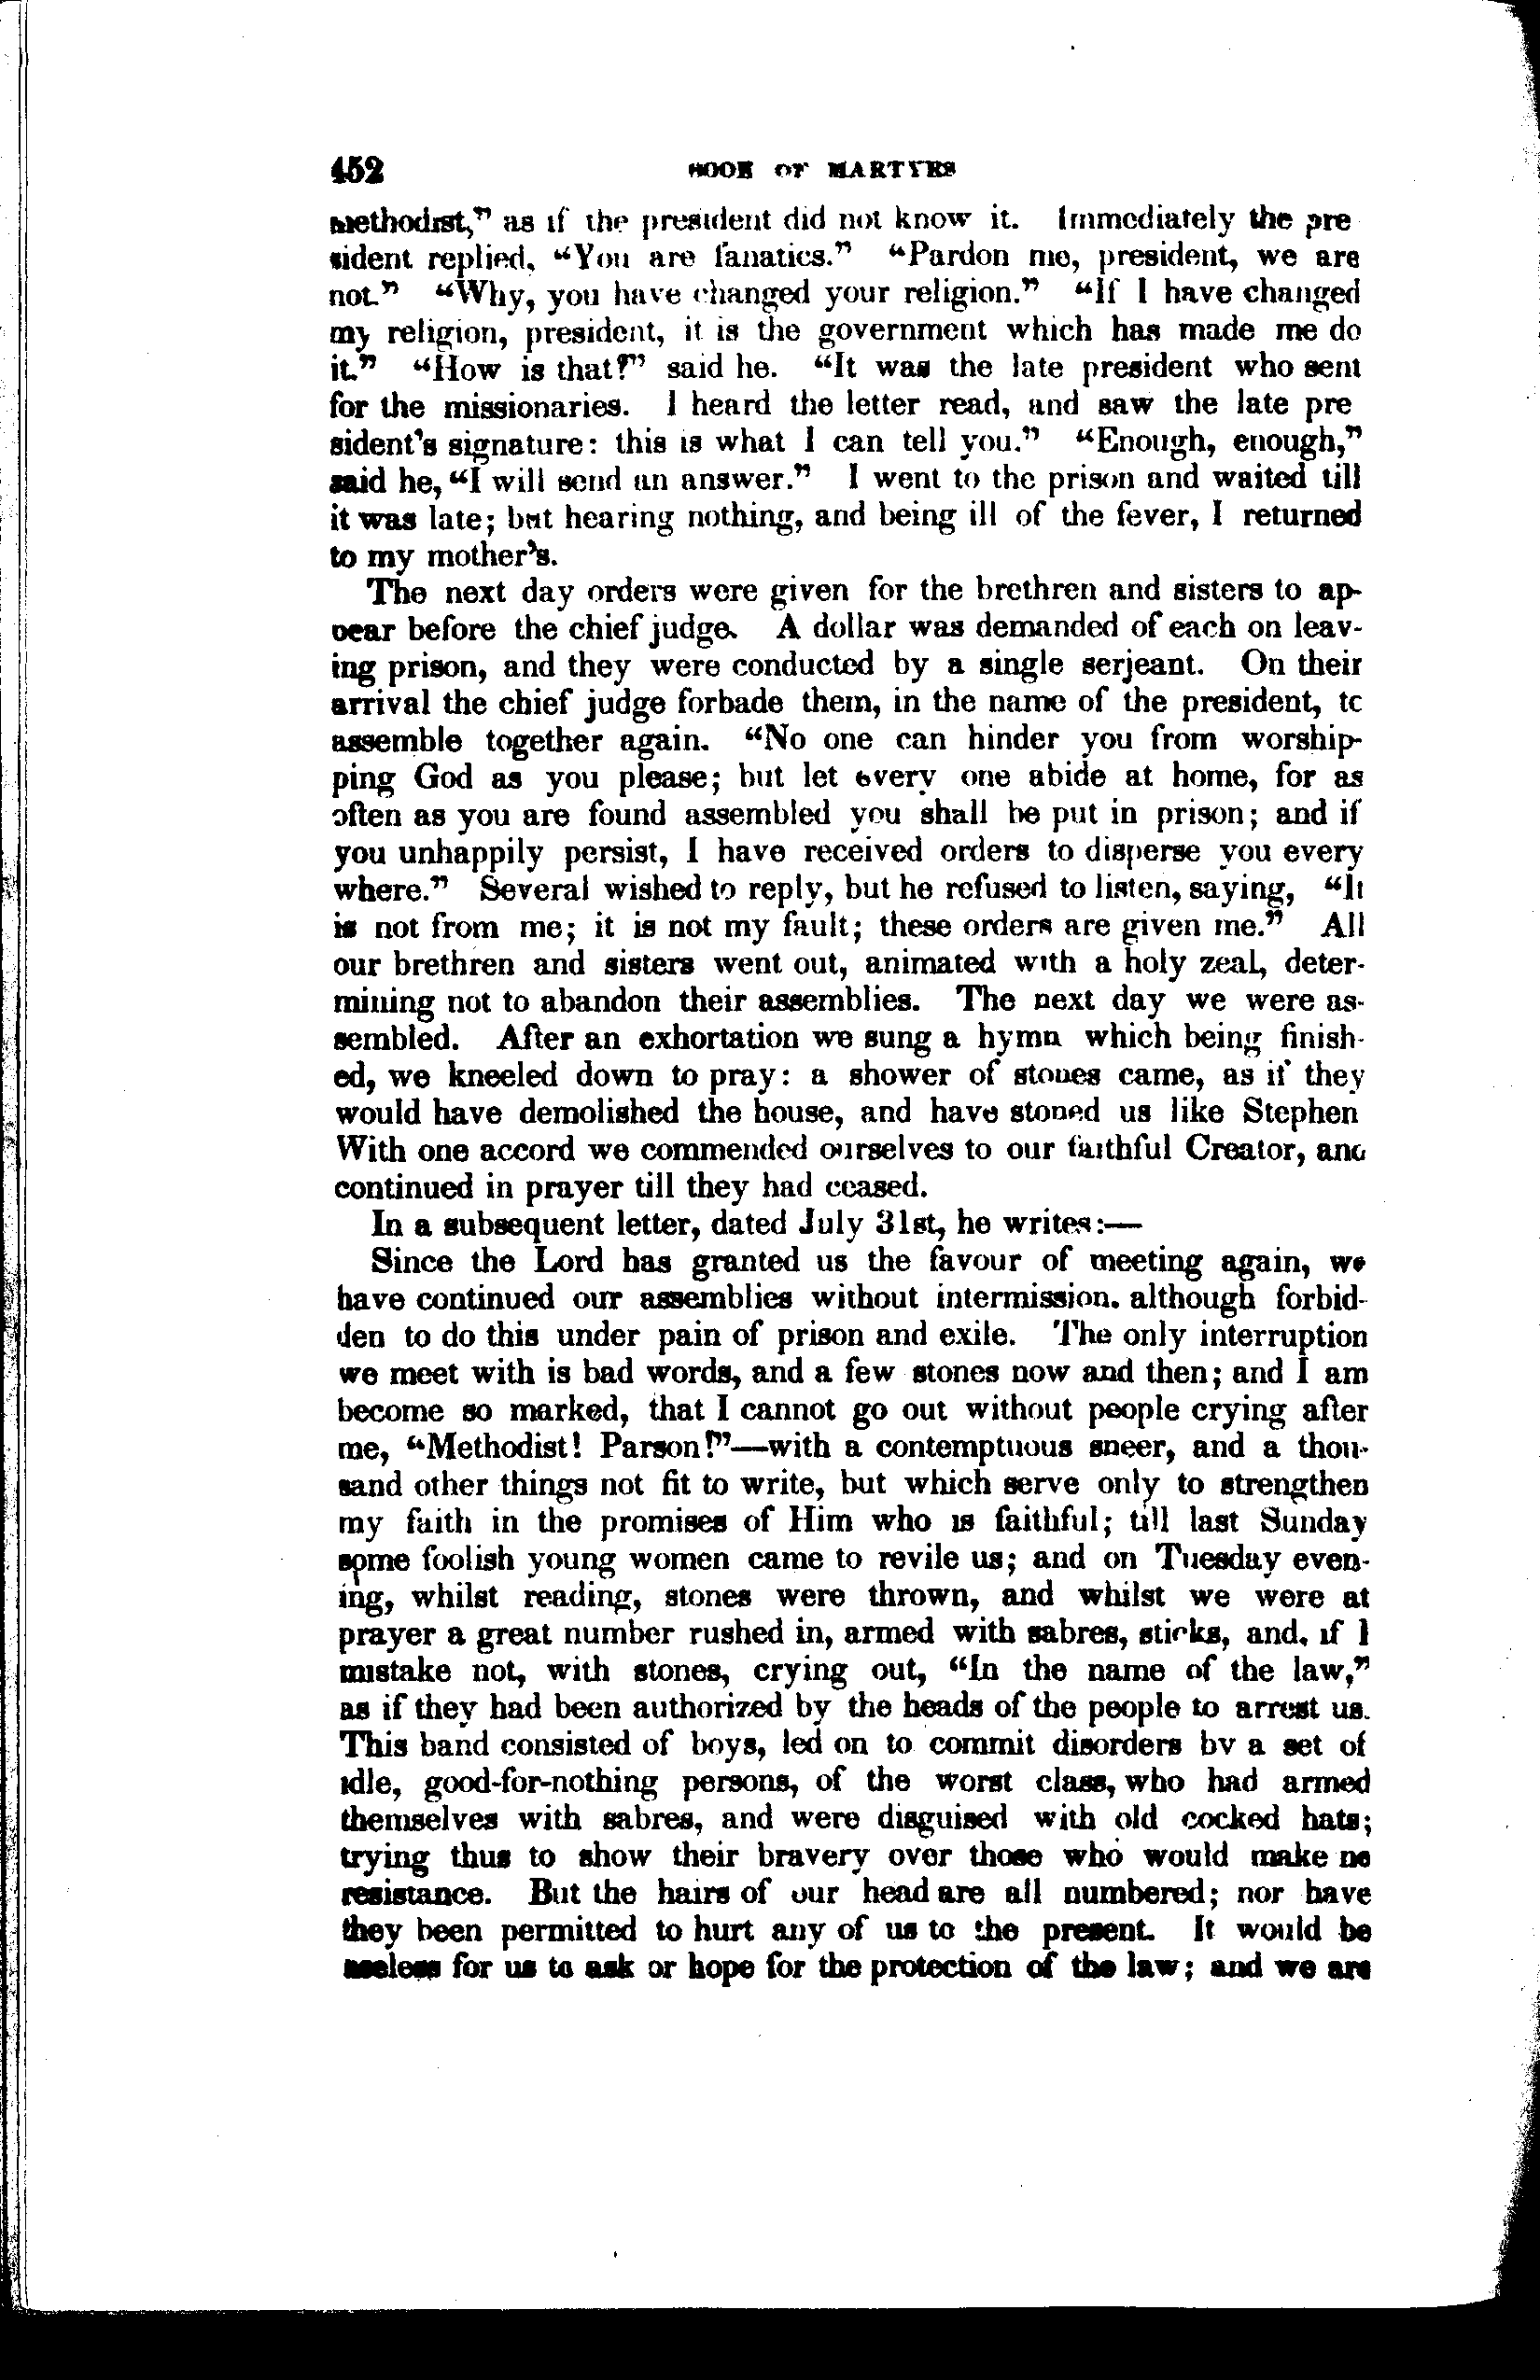 452 BOOK OF MARTYRS
methodist," as if the president did not know it. Immediately the pre
sident replied, "You are fanatics." "Pardon me, president, we are
not." "Why, you have changed your religion." "If I have changed
my religion, president, it is the government which has made me do
it." "How is that?" said he. "It was the late president who sent
for the missionaries. I heard the letter read, and saw the late pre
sident's signature: this is what I can tell you." "Enough, enough,"
said he, "I will send an answer." I went to the prison and waited till
it was late; but hearing nothing, and being ill of the fever, I returned
to my mother's.
The next day orders were given for the brethren and sisters to ap-
pear before the chief judge. A dollar was demanded of each on leav-
ing prison, and they were conducted by a single serjeant. On their
arrival the chief judge forbade them, in the name of the president, to
assemble together again. "No one can hinder you from worship-
ping God as you please; but let every one abide at home, for as
often as you are found assembled you shall be put in prison; and if
you unhappily persist, I have received orders to disperse you every
where." Several wished to reply, but he refused to listen, saying, "It
is not from me; it is not my fault; these orders are given me." All
our brethren and sisters went out, animated with a holy zeal, deter-
mining not to abandon their assemblies. The next day we were as-
sembled. After an exhortation we sung a hymn which being finish-
ed, we kneeled down to pray: a shower of stones came, as if they
would have demolished the house, and have stoned us like Stephen
With one accord we commended ourselves to our faithful Creator, and
continued in prayer till they had ceased.
In a subsequent letter, dated July 31st, he writes:—
Since the Lord has granted us the favour of meeting again, we
have continued our assemblies without intermission. although forbid-
den to do this under pain of prison and exile. The only interruption
we meet with is bad words, and a few stones now and then; and I am
become so marked, that I cannot go out without people crying after
me, "Methodist! Parson!"—with a contemptuous sneer, and a thou-
sand other things not fit to write, but which serve only to strengthen
my faith in the promises of Him who is faithful; till last Sunday
some foolish young women came to revile us; and on Tuesday even-
ing, whilst reading, stones were thrown, and whilst we were at
prayer a great number rushed in, armed with sabres, sticks, and, if I
mistake not, with stones, crying out, "In the name of the law,"
as if they had been authorized by the heads of the people to arrest us.
This band consisted of boys, led on to commit disorders by a set of
idle, good-for-nothing persons, of the worst class, who had armed
themselves with sabres, and were disguised with old cocked hats;
trying thus to show their bravery over those who would make no
resistance. But the hairs of our head are all numbered; nor have
they been permitted to hurt any of us to the present. It would be
useless for us to ask or hope for the protection of the law; and we are